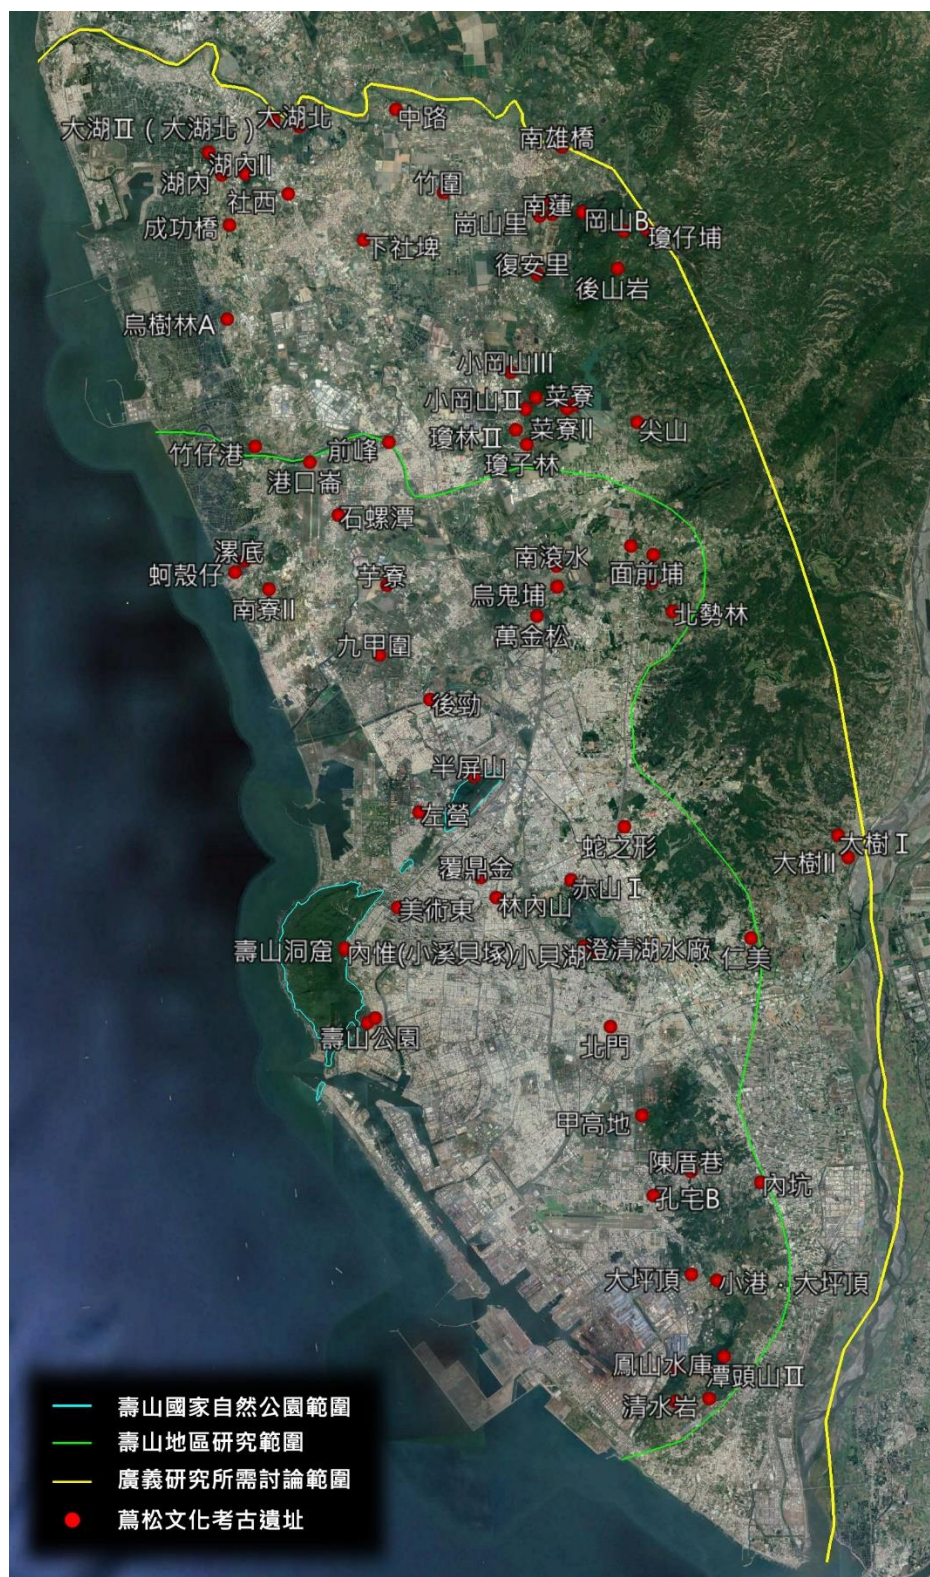 大湖北
中路
大湖Ⅱ（大湖北）
南雄橋
湖內II
湖內
竹圍
社西
南蓮
崗山里
岡山B
成功橋
下社埤
瓊仔埔
復安里
後山岩
烏樹林A
小岡山III
小岡山Ⅱ
菜寮
瓊林Ⅱ
菜寮II
尖山
竹仔港
前峰
港口崙
瓊子林
石螺潭
漯底
南滾水
面前埔
蚵殼仔
芋寮
烏鬼埔
南寮II
北勢林
萬金松
九甲圍
後勁
半屏山
左營
蛇之形
大樹Ⅰ
大樹II
覆鼎金
赤山Ⅰ
美術東
林內山
壽山洞窟
內惟(小溪貝塚)
小貝湖
澄清湖水廠
仁美
壽山公園
北門
甲高地
陳厝巷
內坑
孔宅B
大坪頂
小港．大坪頂
鳳山水庫
潭頭山Ⅱ
清水岩
壽山國家自然公園範圍
壽山地區研究範圍
廣義研究所需討論範圍
蔦松文化考古遺址